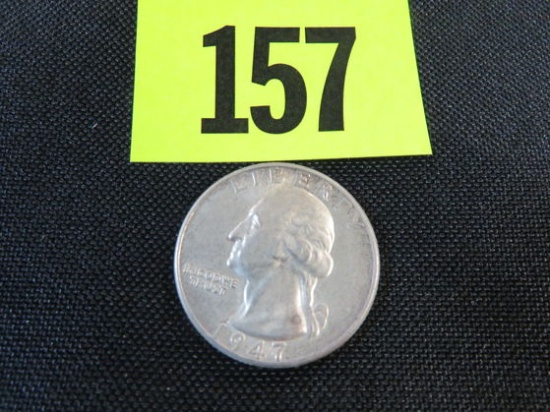 157
LIBERTY
IN GOD WE
TRUST
1947